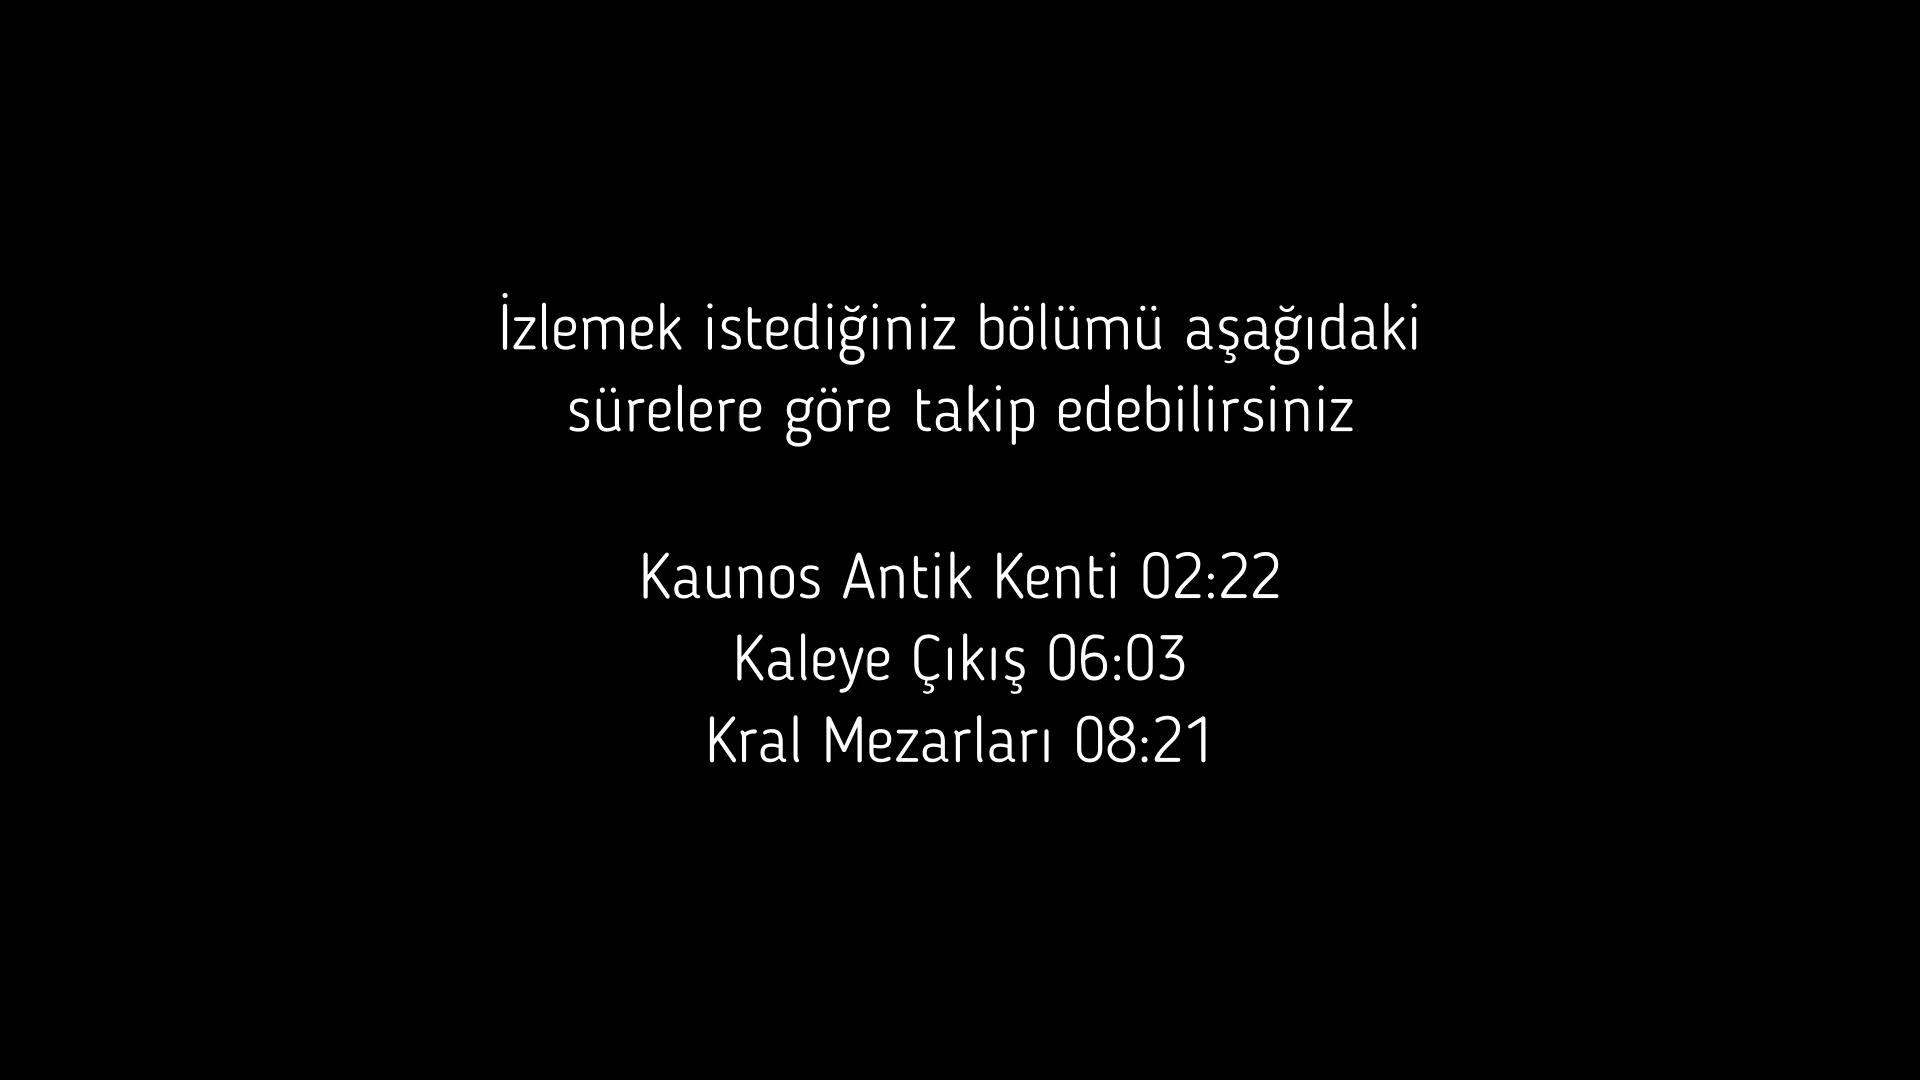 İzlemek istediğiniz bölümü aşağıdaki
sürelere göre takip edebilirsiniz
Kaunos Antik Kenti 02:22
Kaleye Çıkış 06:03
Kral Mezarları 08:21